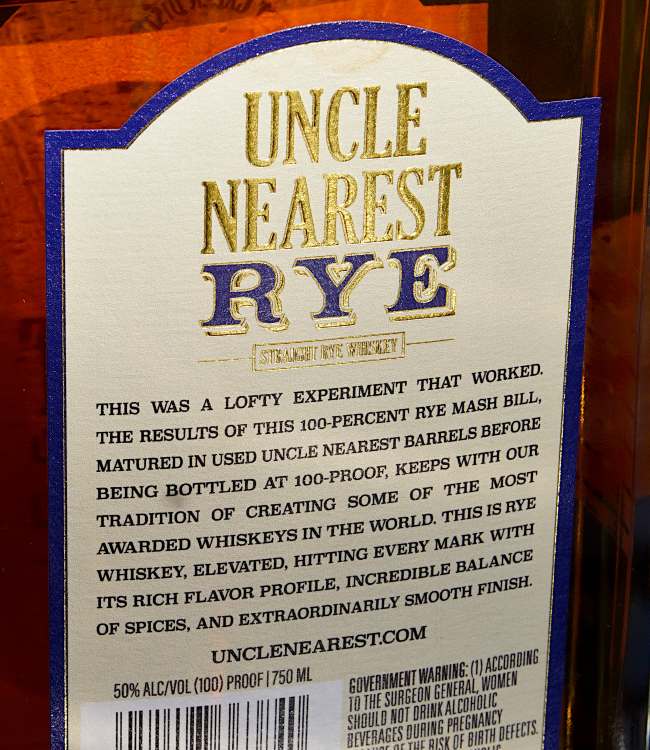 UNCLE
NEAREST
RYE
STRAIGHT RYE WHISKEY
THIS WAS A LOFTY EXPERIMENT THAT WORKED.
THE RESULTS OF THIS 100-PERCENT RYE MASH BILL,
MATURED IN USED UNCLE NEAREST BARRELS BEFORE
BEING BOTTLED AT 100-PROOF, KEEPS WITH OUR
TRADITION OF CREATING SOME OF THE MOST
AWARDED WHISKEYS IN THE WORLD. THIS IS RYE
WHISKEY, ELEVATED, HITTING EVERY MARK WITH
ITS RICH FLAVOR PROFILE, INCREDIBLE BALANCE
OF SPICES, AND EXTRAORDINARILY SMOOTH FINISH.
UNCLENEAREST.COM
50% ALC/VOL (100) PROOF | 750 ML
GOVERNMENT WARNING: (1) ACCORDING
TO THE SURGEON GENERAL, WOMEN
SHOULD NOT DRINK ALCOHOLIC
BEVERAGES DURING PREGNANCY
OF THE RISK OF BIRTH DEFECTS.